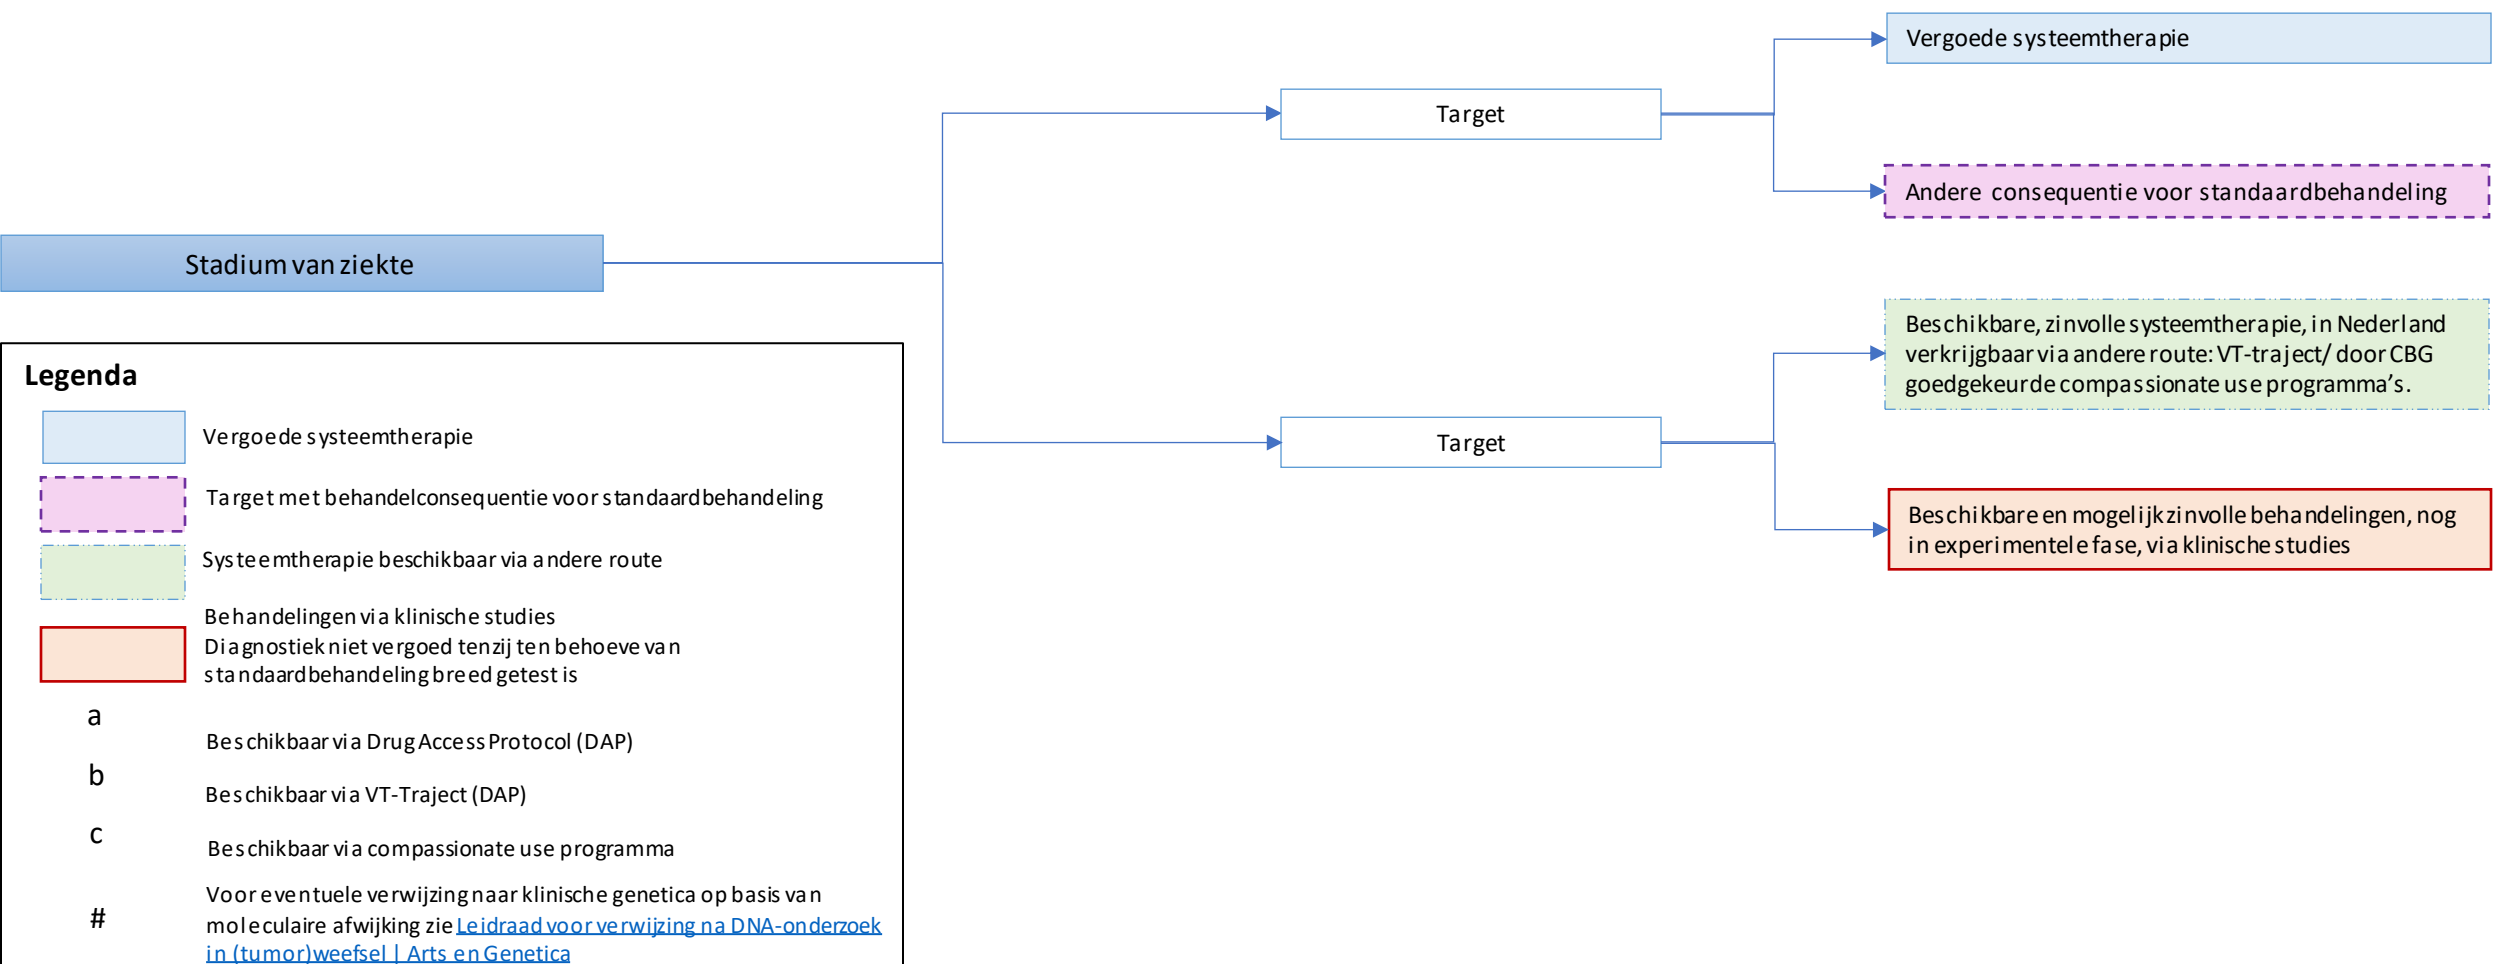 Vergoede systeemtherapie
Target
Andere consequentie voor standaardbehandeling
Stadium van ziekte
Beschikbare, zinvolle systeemtherapie, in Nederland
verkrijgbaar via andere route: VT-traject/ door CBG
goedgekeurde compassionate use programma's.
Target
Beschikbare en mogelijk zinvolle behandelingen, nog
in experimentele fase, via klinische studies
Legenda
Vergoede systeemtherapie
Target met behandelconsequentie voor standaardbehandeling
Systeemtherapie beschikbaar via andere route
Behandelingen via klinische studies
Diagnostiek niet vergoed tenzij ten behoeve van
standaardbehandeling breed getest is
a
Beschikbaar via Drug Access Protocol (DAP)
b
Beschikbaar via VT-Traject (DAP)
c
Beschikbaar via compassionate use programma
#
Voor eventuele verwijzing naar klinische genetica op basis van
moleculaire afwijking zie Leidraad voor verwijzing na DNA-onderzoek
in (tumor)weefsel | Arts en Genetica